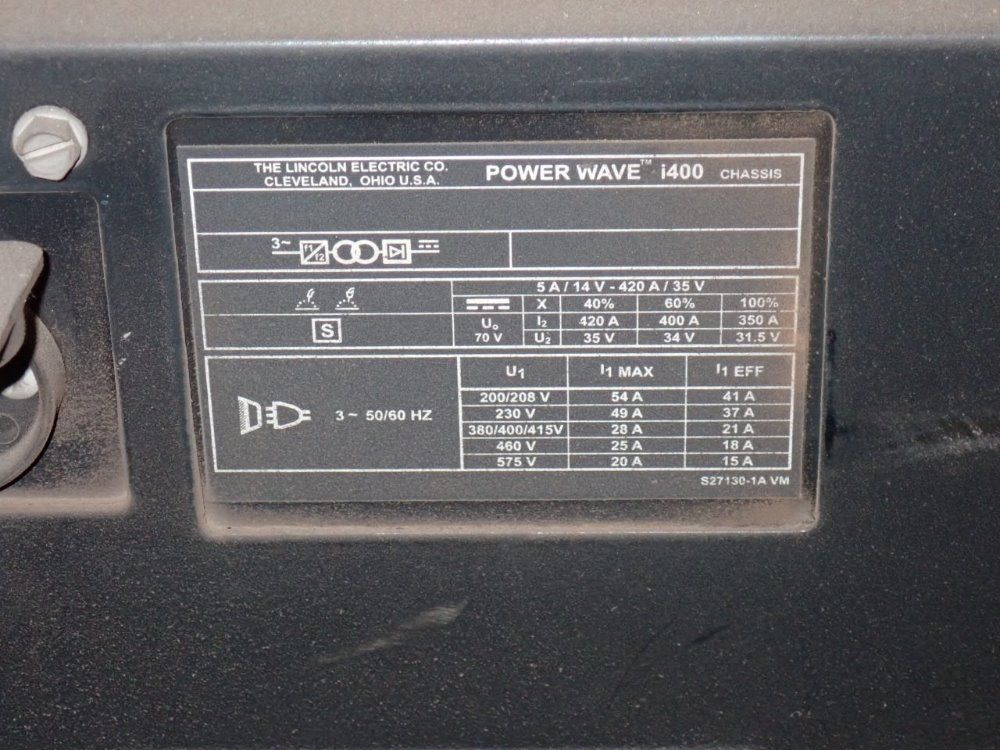 THE LINCOLN ELECTRIC CO. POWER WAVE™ i400 CHASSIS
CLEVELAND, OHIO U.S.A.
3~ f1 f2
5 A / 14 V - 420 A / 35 V
X 40% 60% 100%
U₀ I₂ 420 A 400 A 350 A
70 V U₂ 35 V 34 V 31.5 V
S
U1 I1 MAX I1 EFF
200/208 V 54 A 41 A
3 ~ 50/60 HZ 230 V 49 A 37 A
380/400/415V 28 A 21 A
460 V 25 A 18 A
575 V 20 A 15 A
S27130-1A VM